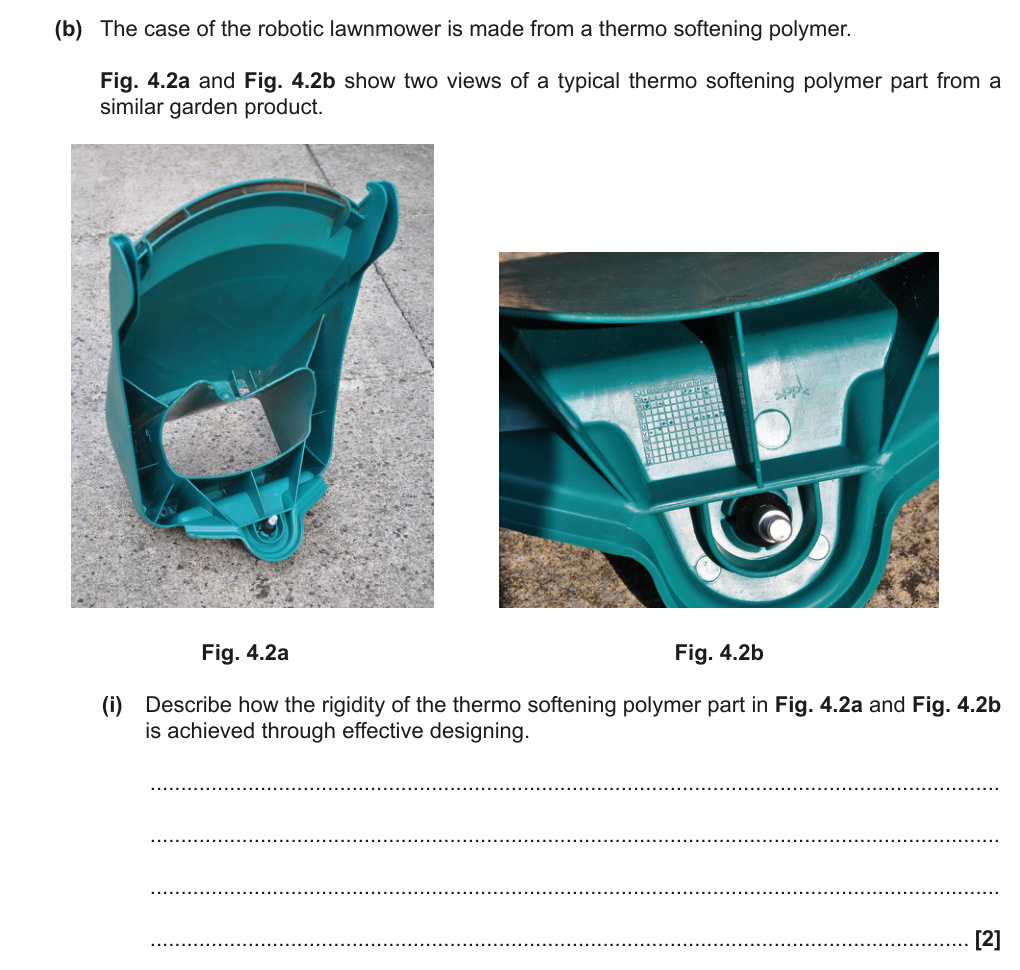 (b) The case of the robotic lawnmower is made from a thermo softening polymer.
Fig. 4.2a and Fig. 4.2b show two views of a typical thermo softening polymer part from a
similar garden product.
>PP<
Fig. 4.2a
Fig. 4.2b
(i) Describe how the rigidity of the thermo softening polymer part in Fig. 4.2a and Fig. 4.2b
is achieved through effective designing.
[2]